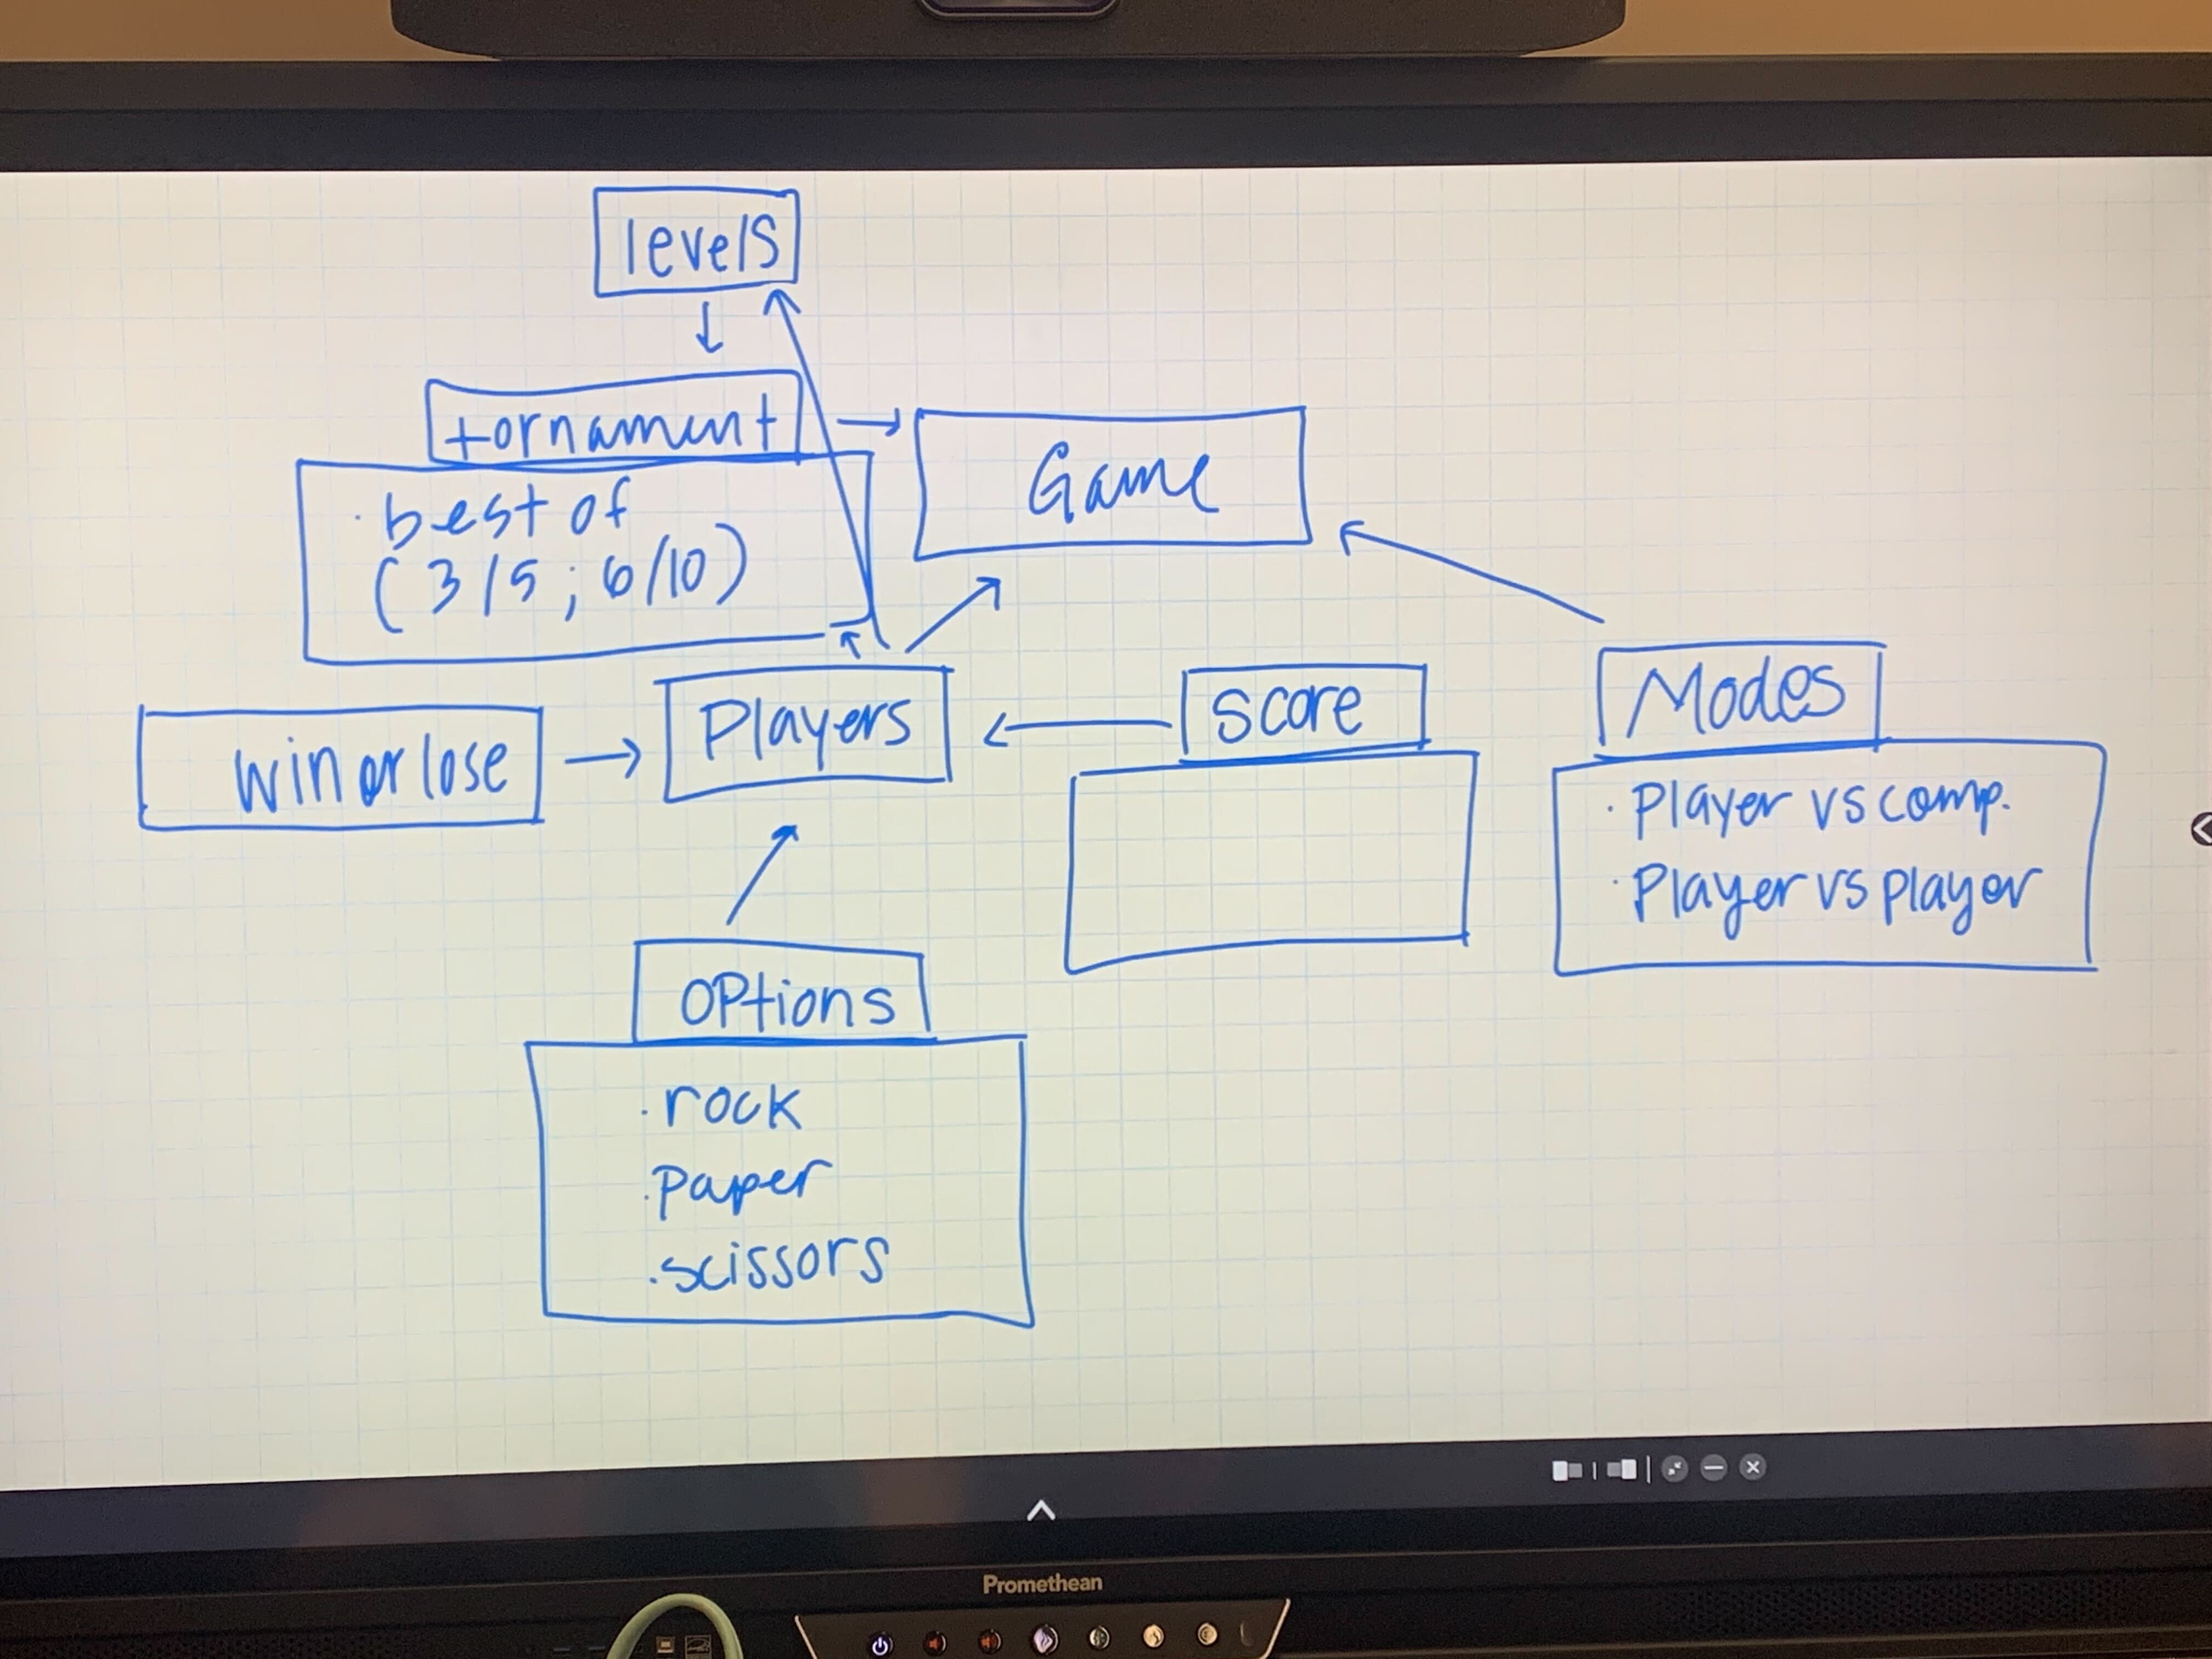 levels
tornament
· best of
(3/5; 6/10)
Game
win or lose
Players
score
Modes
· Player vs comp.
· Player vs player
options
· rock
· paper
· scissors
Promethean